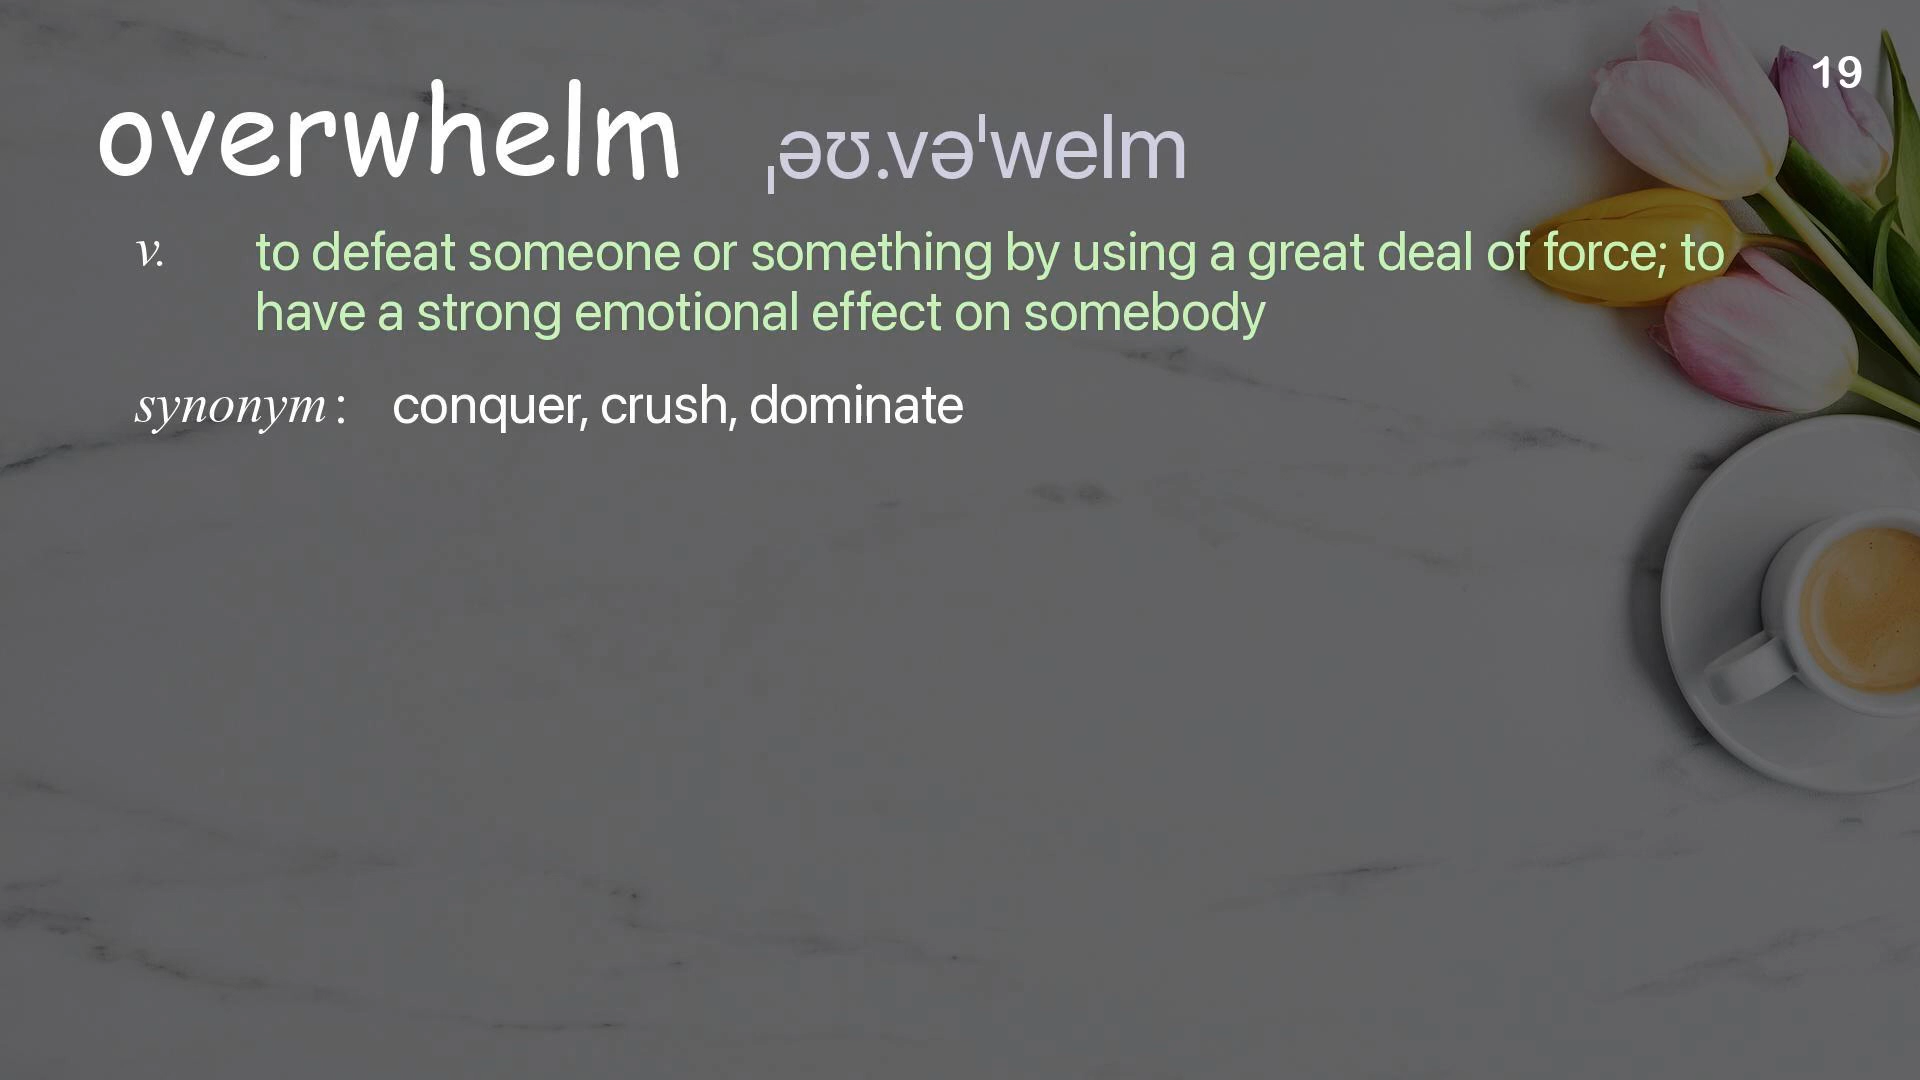 19
overwhelm ˌəʊ.vəˈwelm
v. to defeat someone or something by using a great deal of force; to
have a strong emotional effect on somebody
synonym: conquer, crush, dominate